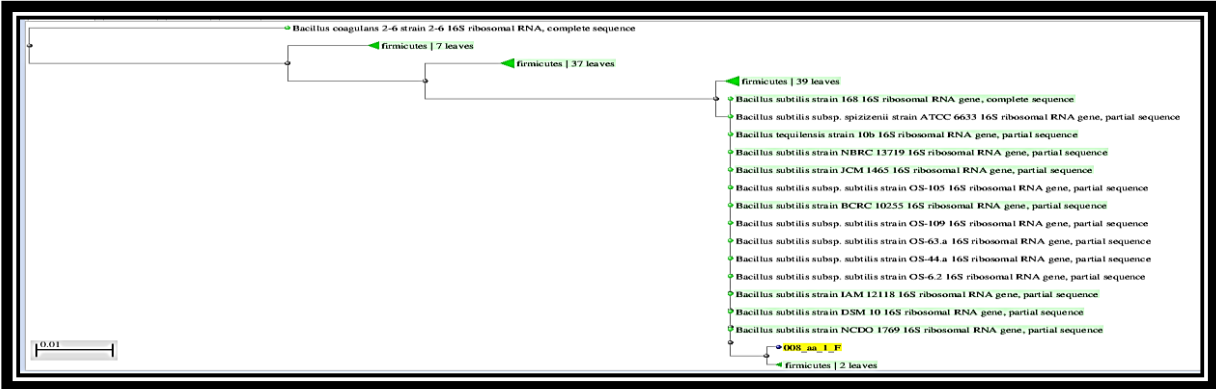 Bacillus coagulans 2-6 strain 2-6 16S ribosomal RNA, complete sequence
firmicutes | 7 leaves
firmicutes | 37 leaves
firmicutes | 39 leaves
Bacillus subtilis strain 168 16S ribosomal RNA gene, complete sequence
Bacillus subtilis subsp. spizizenii strain ATCC 6633 16S ribosomal RNA gene, partial sequence
Bacillus tequilensis strain 10b 16S ribosomal RNA gene, partial sequence
Bacillus subtilis strain NBRC 13719 16S ribosomal RNA gene, partial sequence
Bacillus subtilis strain JCM 1465 16S ribosomal RNA gene, partial sequence
Bacillus subtilis subsp. subtilis strain OS-105 16S ribosomal RNA gene, partial sequence
Bacillus subtilis strain BCRC 10255 16S ribosomal RNA gene, partial sequence
Bacillus subtilis subsp. subtilis strain OS-109 16S ribosomal RNA gene, partial sequence
Bacillus subtilis subsp. subtilis strain OS-63.a 16S ribosomal RNA gene, partial sequence
Bacillus subtilis subsp. subtilis strain OS-44.a 16S ribosomal RNA gene, partial sequence
Bacillus subtilis subsp. subtilis strain OS-6.2 16S ribosomal RNA gene, partial sequence
Bacillus subtilis strain IAM 12118 16S ribosomal RNA gene, partial sequence
Bacillus subtilis strain DSM 10 16S ribosomal RNA gene, partial sequence
Bacillus subtilis strain NCDO 1769 16S ribosomal RNA gene, partial sequence
0.01
008_aa_1_F
firmicutes | 2 leaves